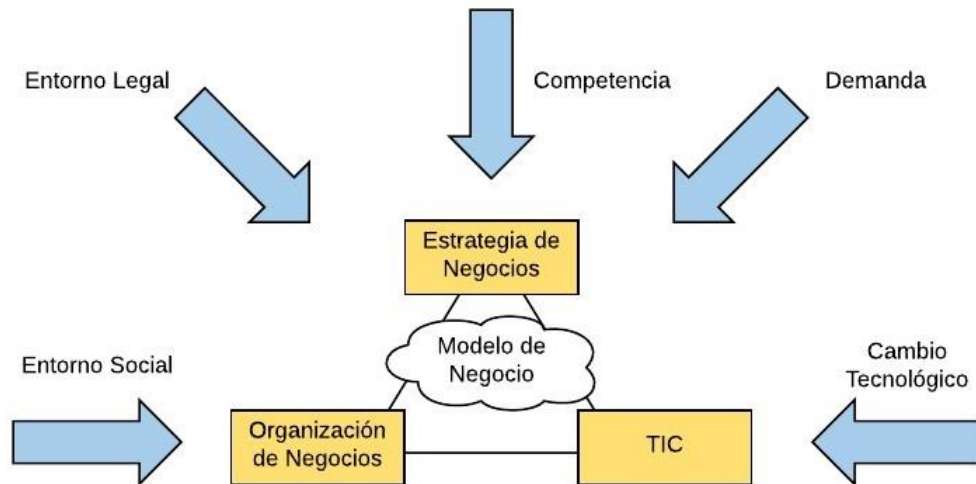 Entorno Legal
Competencia
Demanda
Estrategia de
Negocios
Entorno Social
Modelo de
Negocio
Cambio
Tecnológico
Organización
de Negocios
TIC